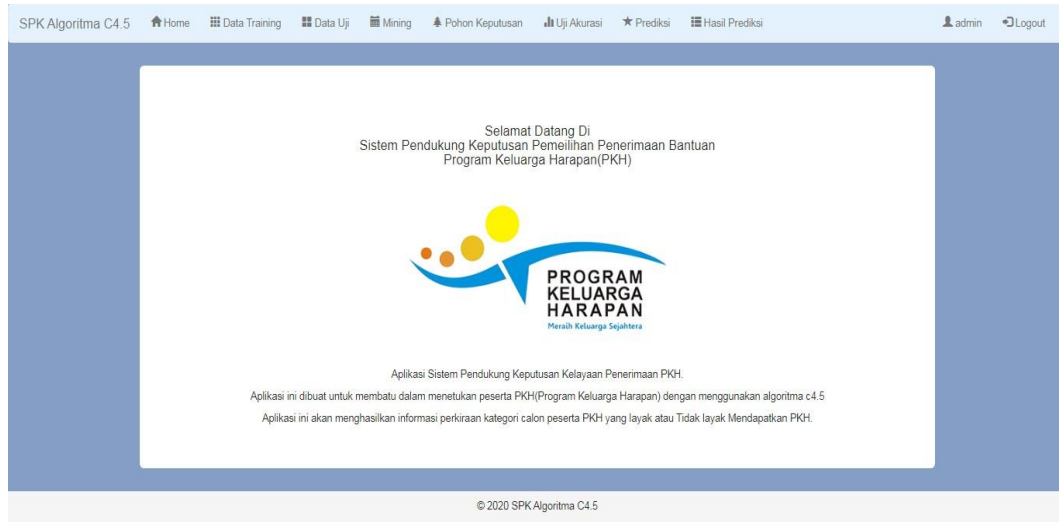 SPK Algoritma C4.5 Home Data Training Data Uji Mining Pohon Keputusan Uji Akurasi Prediksi Hasil Prediksi admin Logout
Selamat Datang Di
Sistem Pendukung Keputusan Pemeilihan Penerimaan Bantuan
Program Keluarga Harapan(PKH)
PROGRAM
KELUARGA
HARAPAN
Meraih Keluarga Sejahtera
Aplikasi Sistem Pendukung Keputusan Kelayaan Penerimaan PKH.
Aplikasi ini dibuat untuk membatu dalam menetukan peserta PKH(Program Keluarga Harapan) dengan menggunakan algoritma c4.5
Aplikasi ini akan menghasilkan informasi perkiraan kategori calon peserta PKH yang layak atau Tidak layak Mendapatkan PKH.
© 2020 SPK Algoritma C4.5